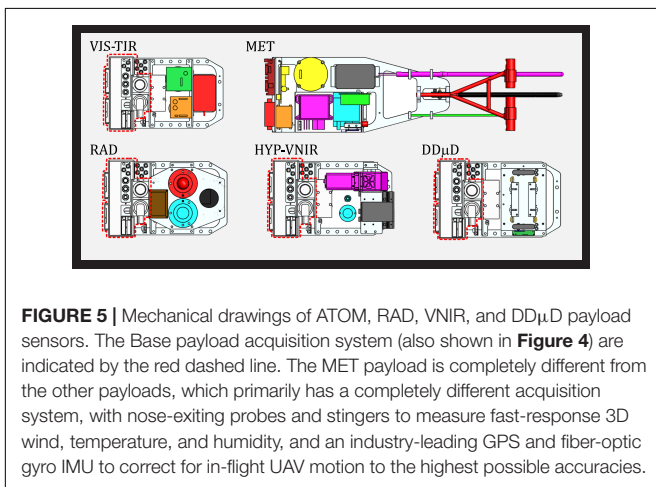 VIS-TIR
MET
RAD
HYP-VNIR
DDμD
FIGURE 5 | Mechanical drawings of ATOM, RAD, VNIR, and DDμD payload
sensors. The Base payload acquisition system (also shown in Figure 4) are
indicated by the red dashed line. The MET payload is completely different from
the other payloads, which primarily has a completely different acquisition
system, with nose-exiting probes and stingers to measure fast-response 3D
wind, temperature, and humidity, and an industry-leading GPS and fiber-optic
gyro IMU to correct for in-flight UAV motion to the highest possible accuracies.